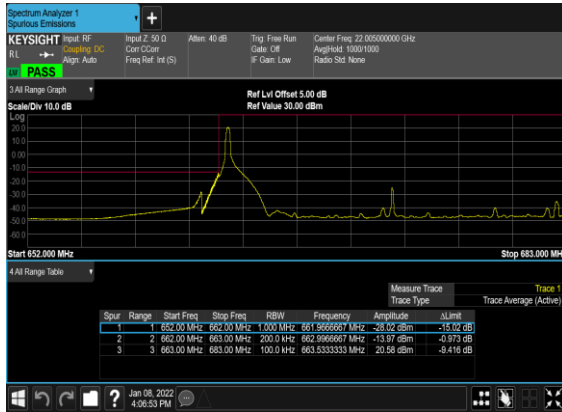 Spectrum Analyzer 1
Spurious Emissions
+
KEYSIGHT Input: RF Input Z: 50 Ω Atten: 40 dB Trig: Free Run Center Freq: 22.005000000 GHz
RL Coupling: DC Corr CCorr Gate: Off Avg|Hold: 1000/1000
Align: Auto Freq Ref: Int (S) IF Gain: Low Radio Std: None
PASS
3 All Range Graph
Ref Lvl Offset 5.00 dB
Scale/Div 10.0 dB Ref Value 30.00 dBm
Log
20.0
10.0
0.00
-10.0
-20.0
-30.0
-40.0
-50.0
-60.0
Start 652.000 MHz Stop 683.000 MH
4 All Range Table
Measure Trace Trace 1
Trace Type Trace Average (Active)
Spur Range Start Freq Stop Freq RBW Frequency Amplitude ΔLimit
1 1 652.00 MHz 662.00 MHz 1.000 MHz 661.9666667 MHz -28.02 dBm -15.02 dB
2 2 662.00 MHz 663.00 MHz 200.0 kHz 662.9966667 MHz -13.97 dBm -0.973 dB
3 3 663.00 MHz 683.00 MHz 100.0 kHz 663.5333333 MHz 20.58 dBm -9.416 dB
? Jan 08, 2022
4:06:53 PM